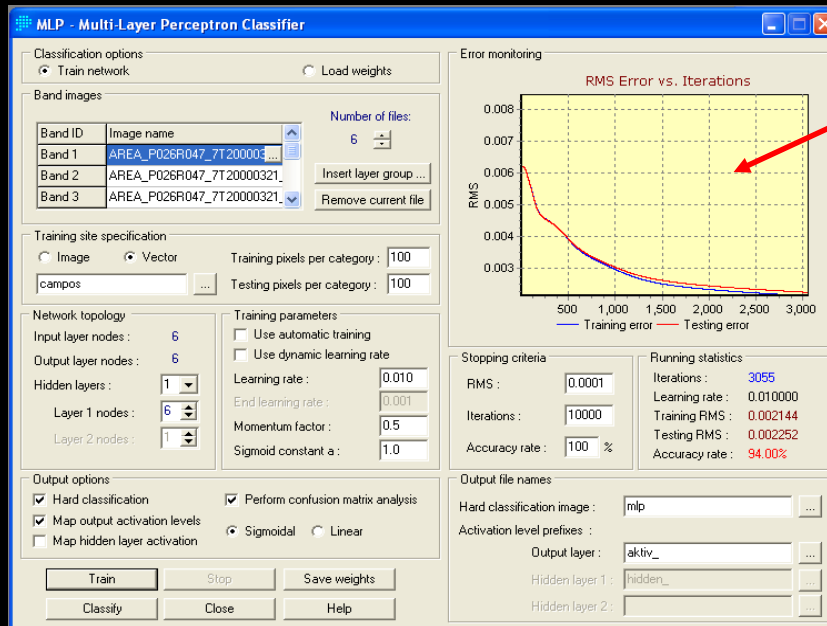 MLP - Multi-Layer Perceptron Classifier
Classification options
Train network
Load weights
Band images
Band ID Image name
Band 1 AREA_P026R047_7T200003 ...
Band 2 AREA_P026R047_7T20000321_
Band 3 AREA_P026R047_7T20000321_
Number of files:
6
Insert layer group ...
Remove current file
Training site specification
Image Vector
campos ...
Training pixels per category : 100
Testing pixels per category : 100
Network topology
Input layer nodes : 6
Output layer nodes : 6
Hidden layers : 1
Layer 1 nodes : 6
Layer 2 nodes : 1
Training parameters
Use automatic training
Use dynamic learning rate
Learning rate : 0.010
End learning rate : 0.001
Momentum factor : 0.5
Sigmoid constant a : 1.0
Output options
Hard classification
Map output activation levels
Map hidden layer activation
Perform confusion matrix analysis
Sigmoidal Linear
Train Stop Save weights
Classify Close Help
Error monitoring
RMS Error vs. Iterations
RMS
0.008
0.007
0.006
0.005
0.004
0.003
500 1,000 1,500 2,000 2,500 3,000
Training error Testing error
Stopping criteria
RMS : 0.0001
Iterations : 10000
Accuracy rate : 100 %
Running statistics
Iterations : 3055
Learning rate : 0.010000
Training RMS : 0.002144
Testing RMS : 0.002252
Accuracy rate : 94.00%
Output file names
Hard classification image : mlp ...
Activation level prefixes :
Output layer : aktiv_ ...
Hidden layer 1 : hidden_ ...
Hidden layer 2 : ...